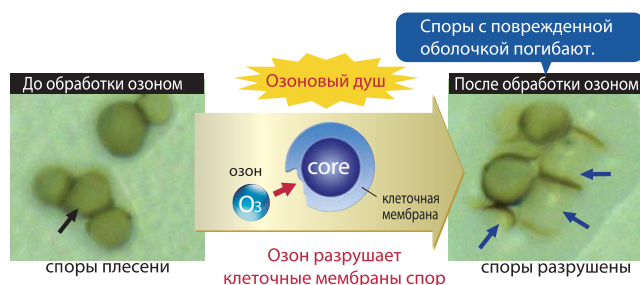 Споры с поврежденной
оболочкой погибают.
До обработки озоном
Озоновый душ
После обработки озоном
озон
O3
core
клеточная
мембрана
споры плесени
Озон разрушает
клеточные мембраны спор
споры разрушены